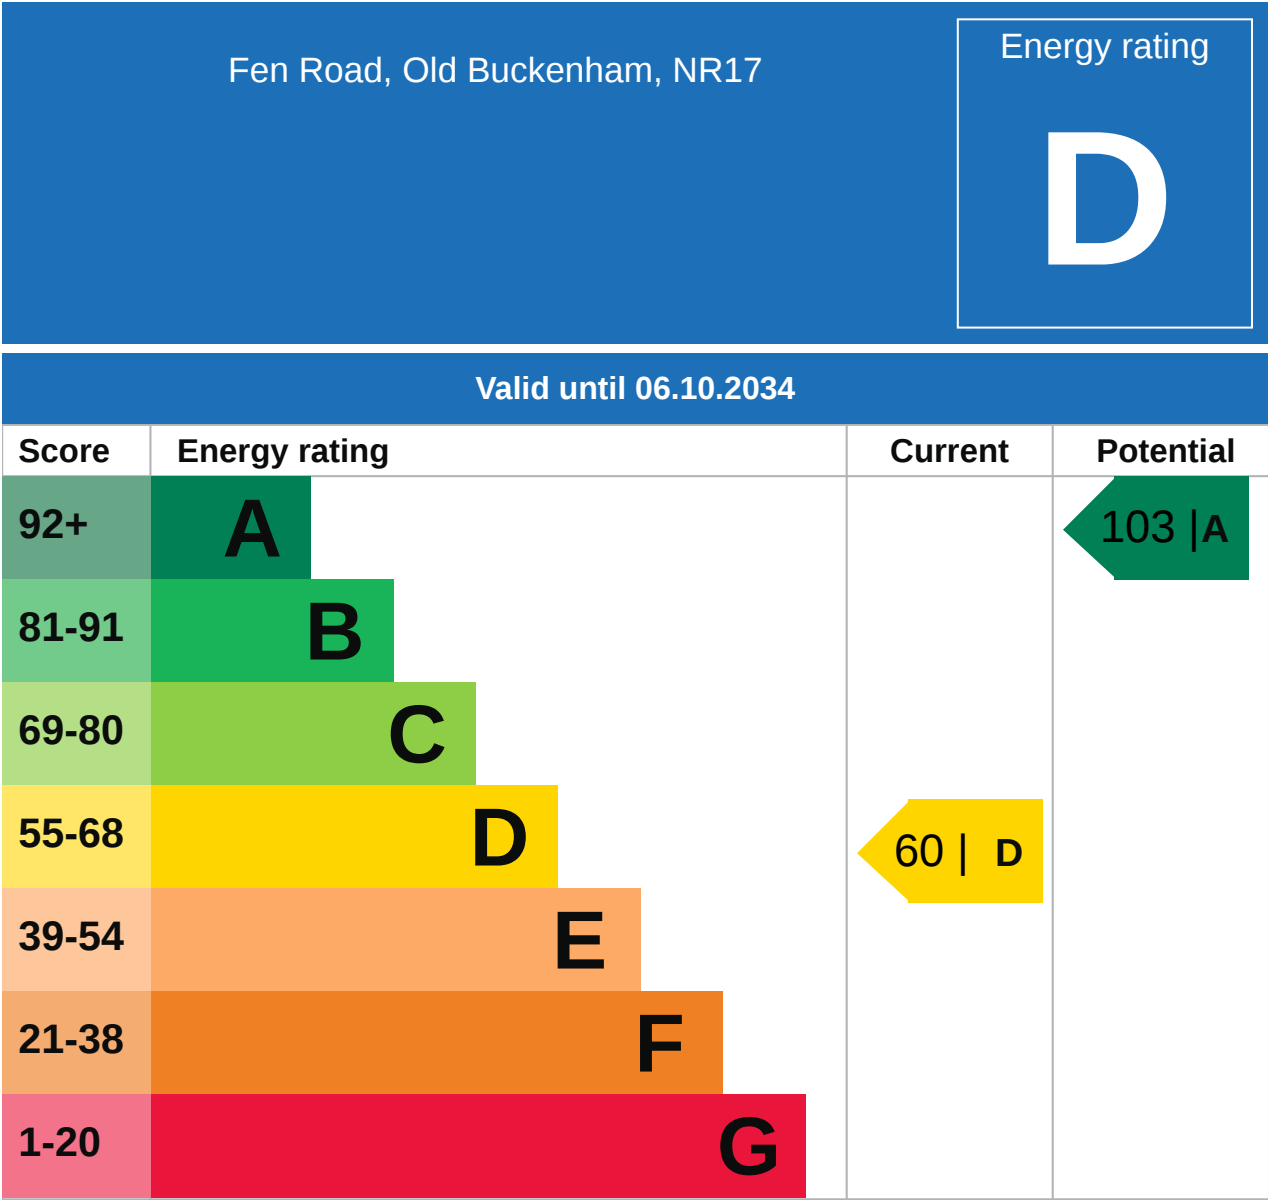 Fen Road, Old Buckenham, NR17
Energy rating
D
Valid until 06.10.2034
Score Energy rating Current Potential
92+ A 103 |A
81-91 B
69-80 C
55-68 D 60 | D
39-54 E
21-38 F
1-20 G